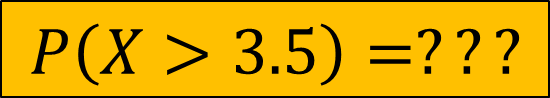 P(X > 3.5) =? ? ?